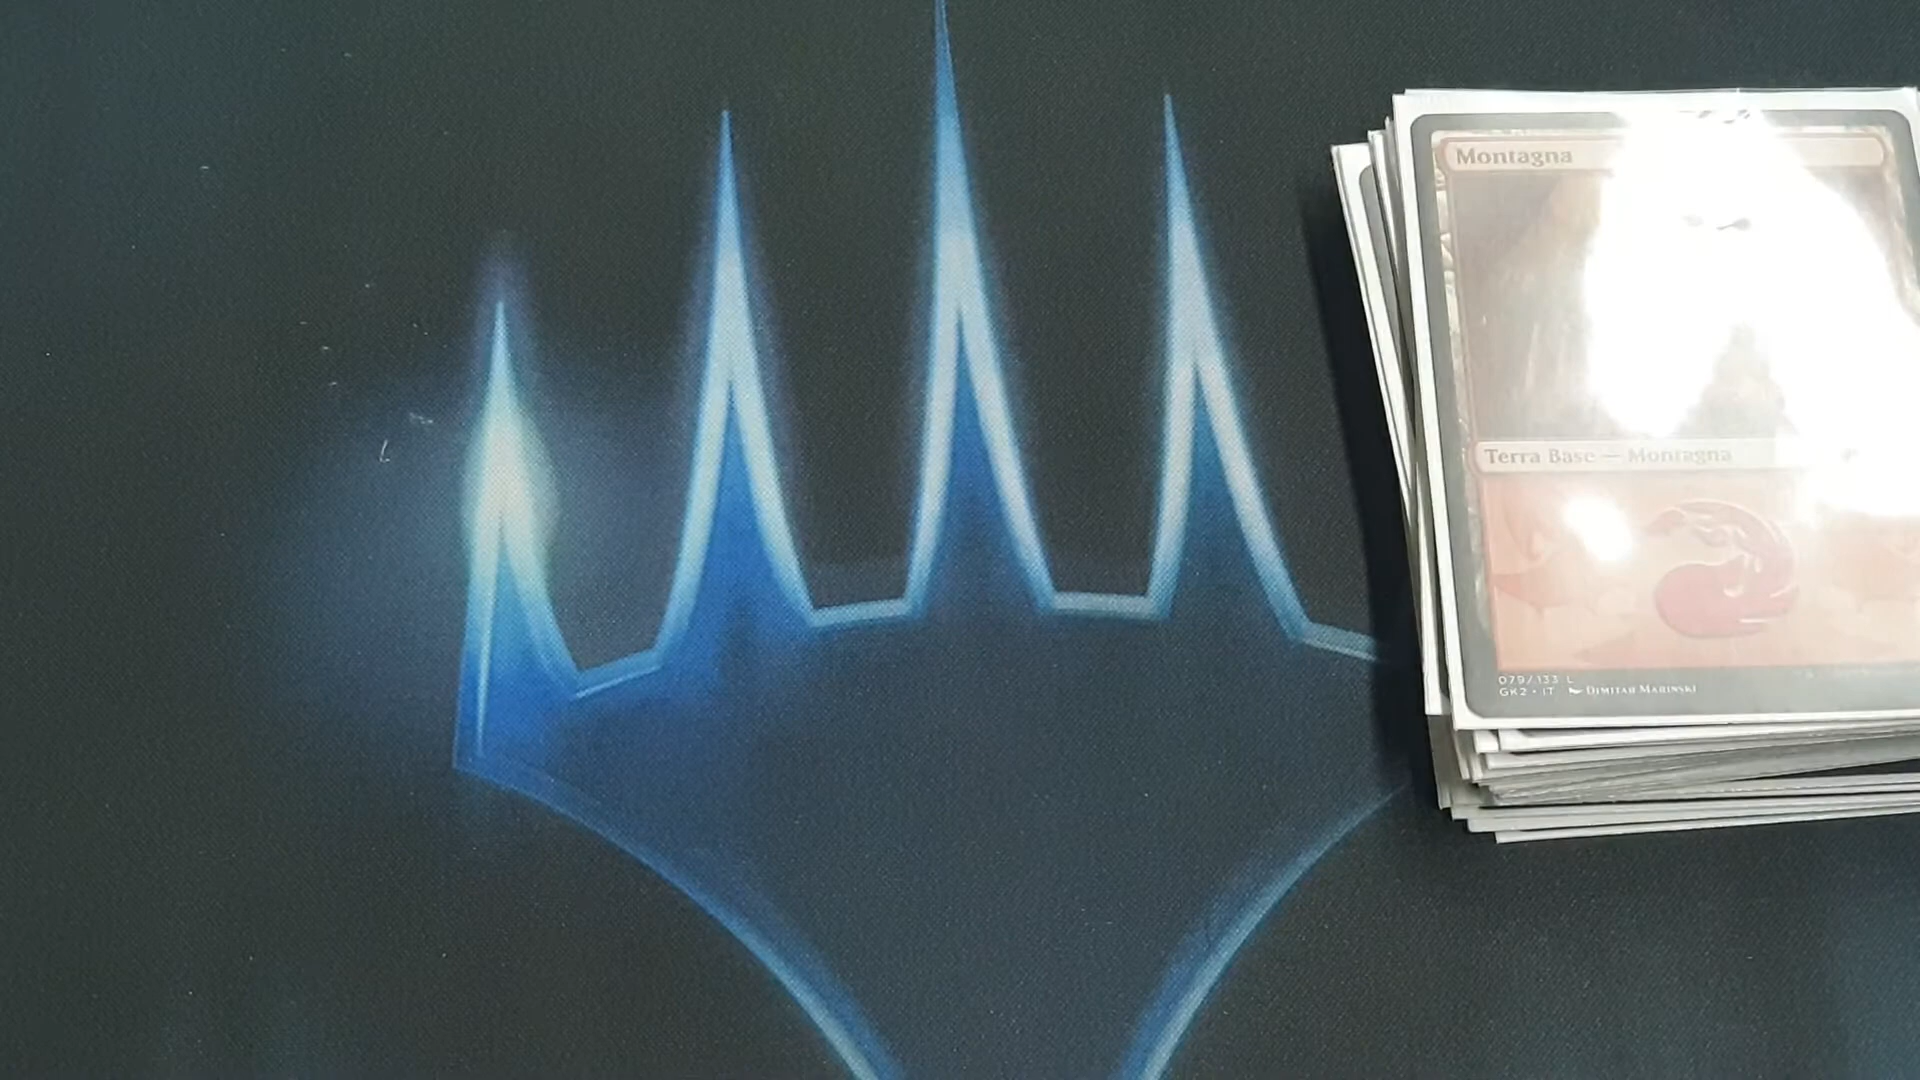 Montagna
Terra Base — Montagna
079/133 L
GK2 • IT Dimitar Marinski